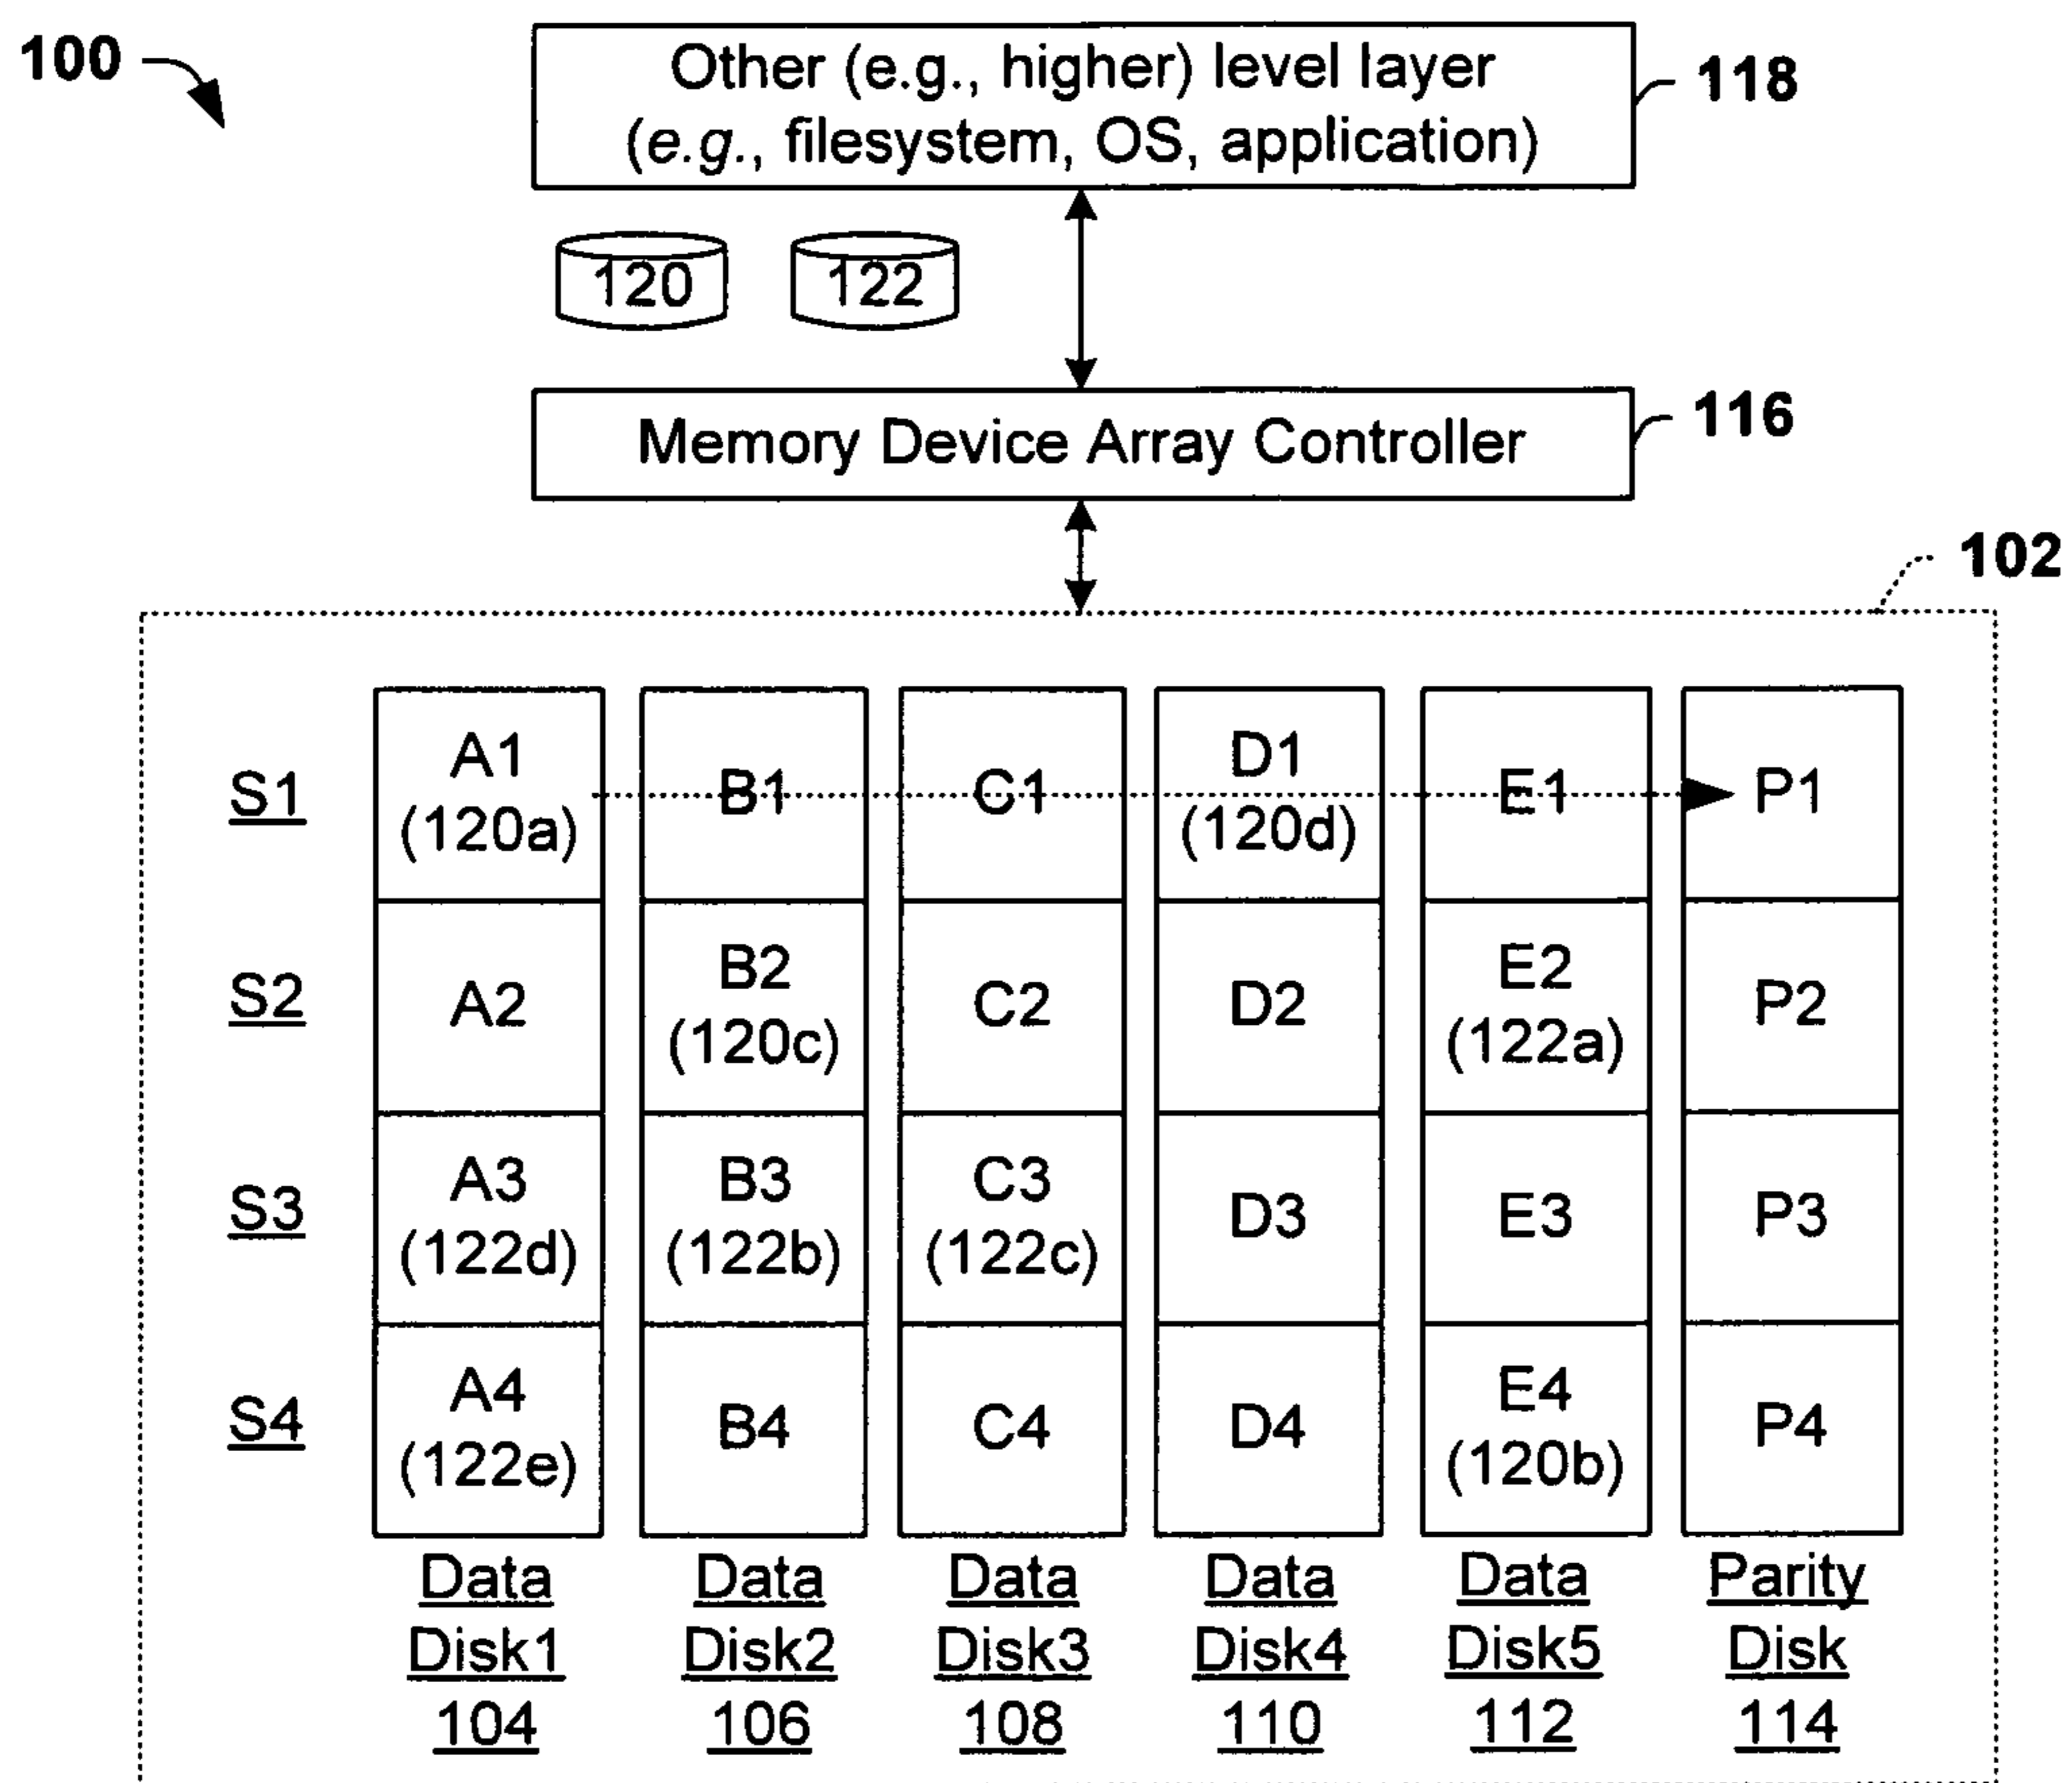 100
Other (e.g., higher) level layer
(e.g., filesystem, OS, application)
118
120
122
Memory Device Array Controller
116
102
S1
A1
(120a)
B1
C1
D1
(120d)
E1
P1
S2
A2
B2
(120c)
C2
D2
E2
(122a)
P2
S3
A3
(122d)
B3
(122b)
C3
(122c)
D3
E3
P3
S4
A4
(122e)
B4
C4
D4
E4
(120b)
P4
Data
Disk1
104
Data
Disk2
106
Data
Disk3
108
Data
Disk4
110
Data
Disk5
112
Parity
Disk
114